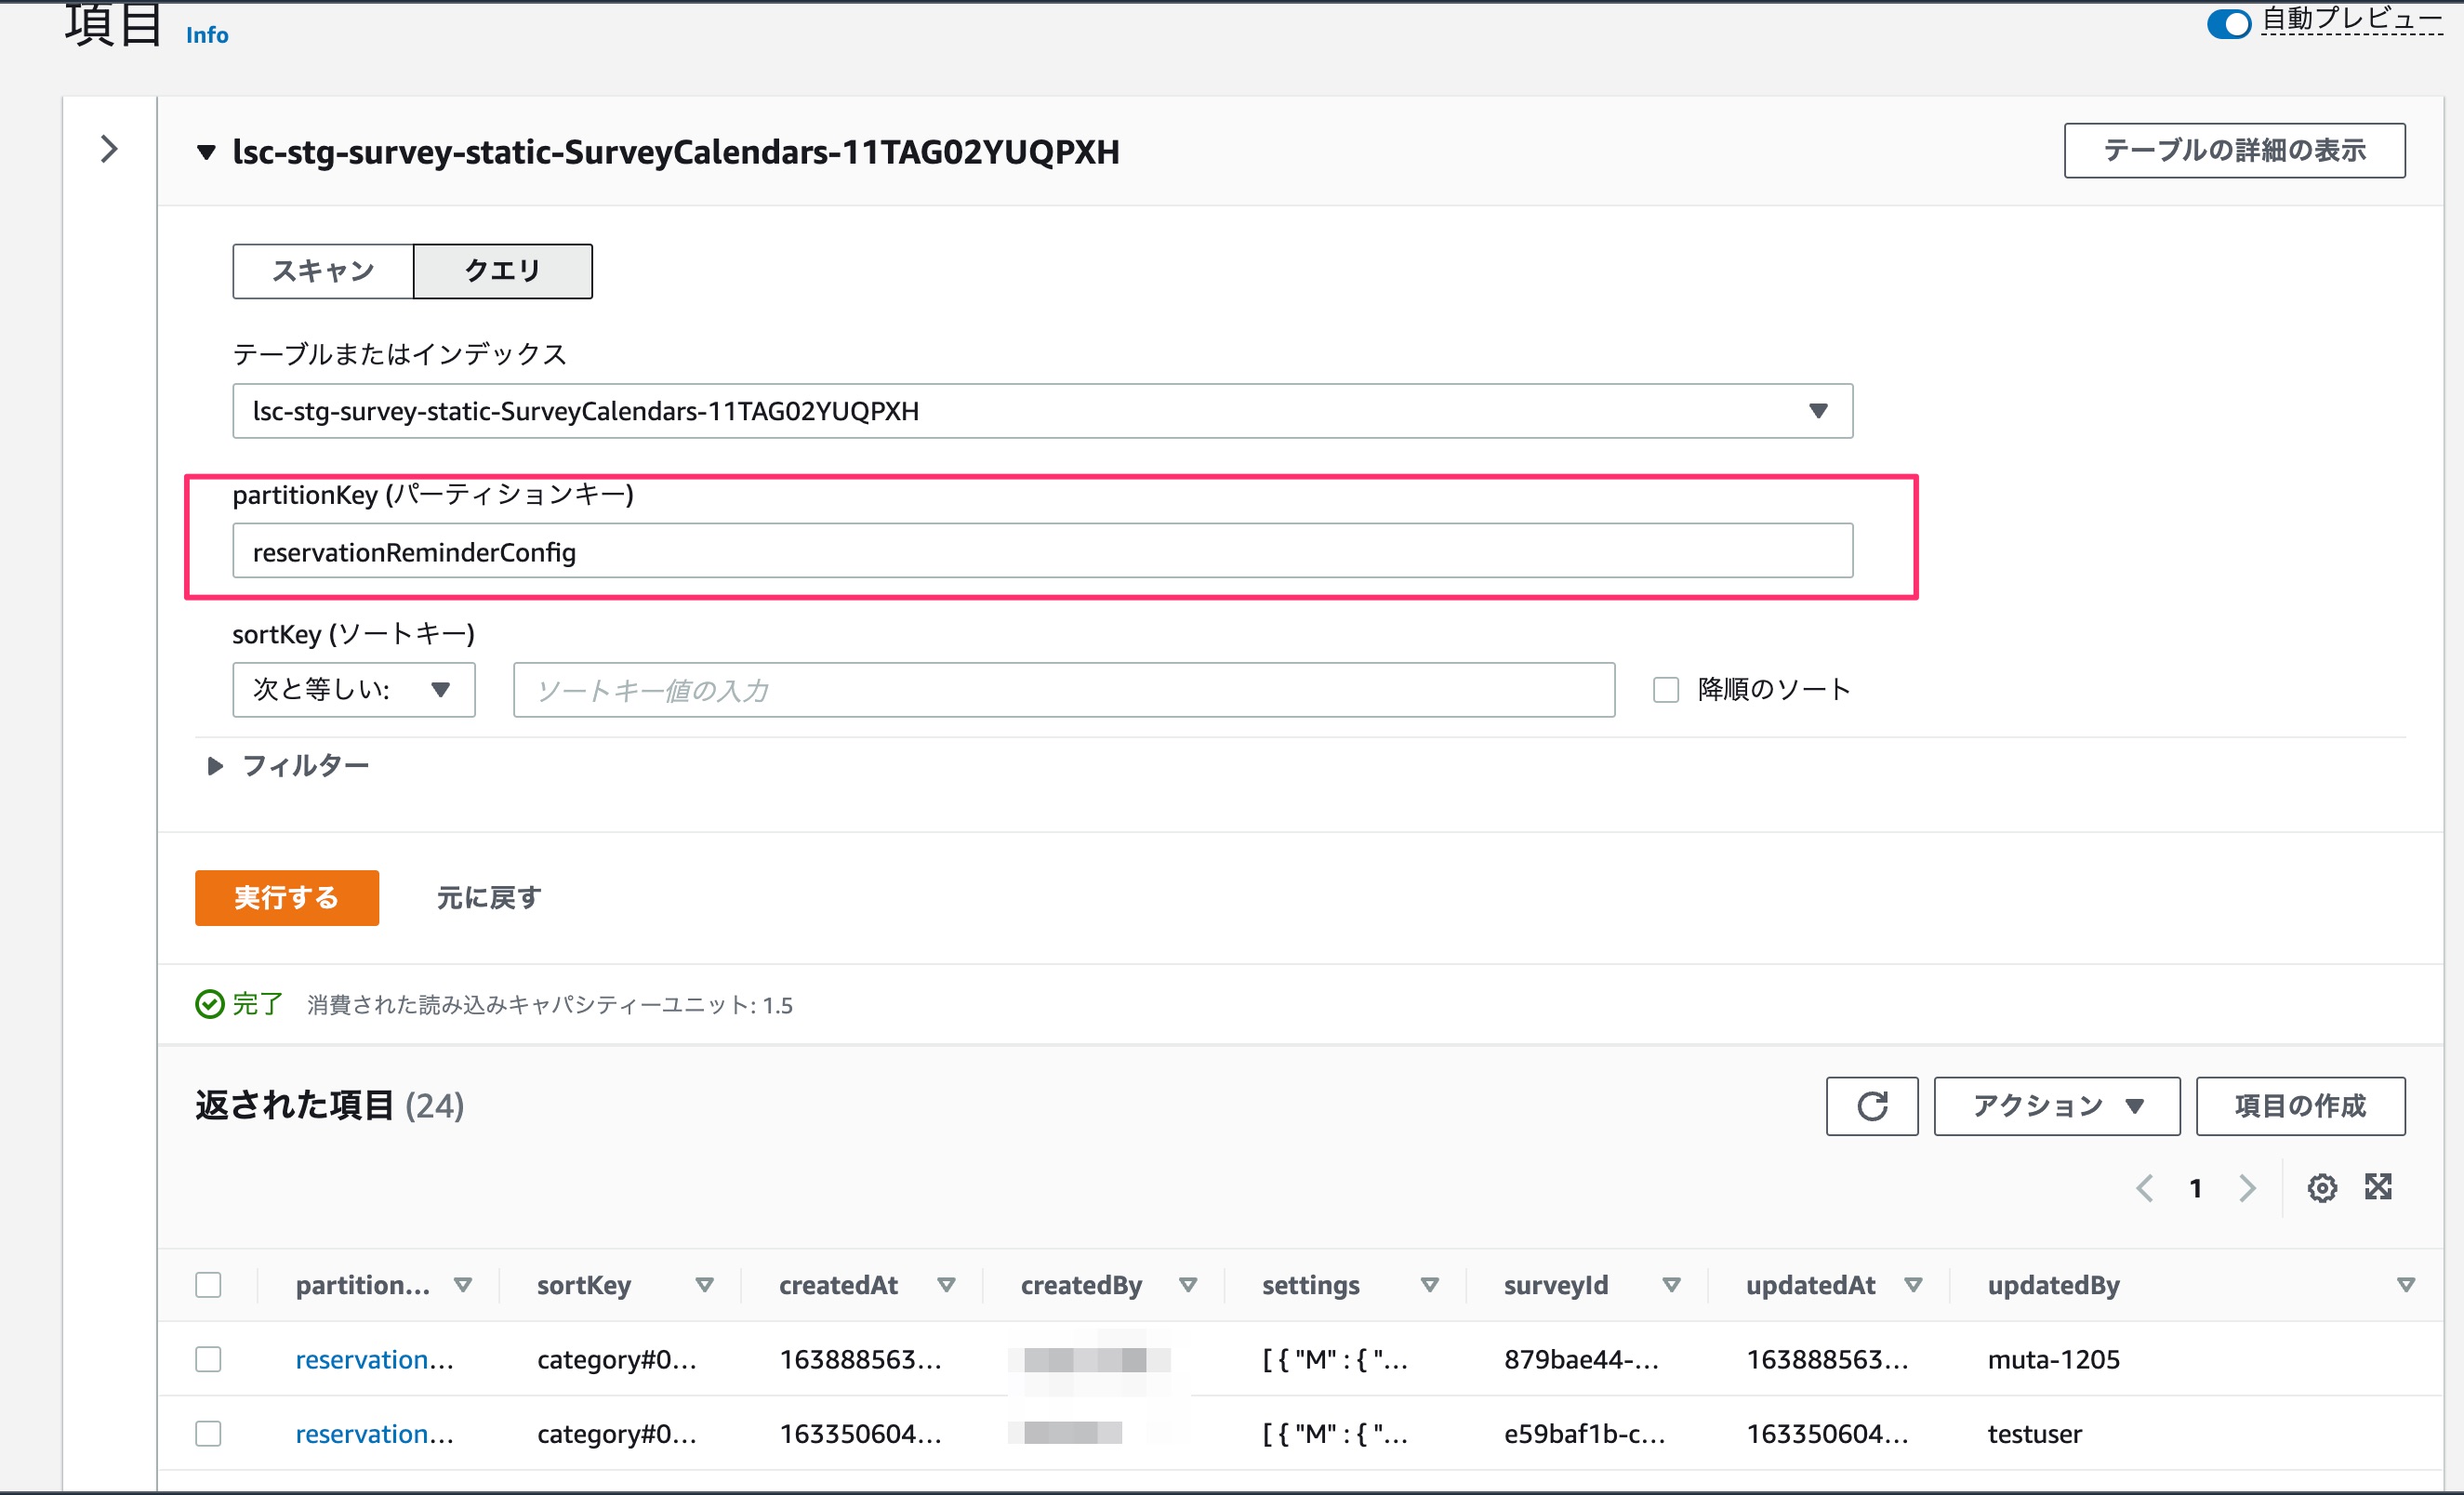 項目 Info
自動プレビュー
lsc-stg-survey-static-SurveyCalendars-11TAG02YUQPXH
テーブルの詳細の表示
スキャン クエリ
テーブルまたはインデックス
lsc-stg-survey-static-SurveyCalendars-11TAG02YUQPXH
partitionKey (パーティションキー)
reservationReminderConfig
sortKey (ソートキー)
次と等しい: ソートキー値の入力 降順のソート
フィルター
実行する 元に戻す
完了 消費された読み込みキャパシティーユニット: 1.5
返された項目 (24)
アクション 項目の作成
1
partition... sortKey createdAt createdBy settings surveyId updatedAt updatedBy
reservation... category#0... 163888563... [ { "M" : { "... 879bae44-... 163888563... muta-1205
reservation... category#0... 163350604... [ { "M" : { "... e59baf1b-c... 163350604... testuser